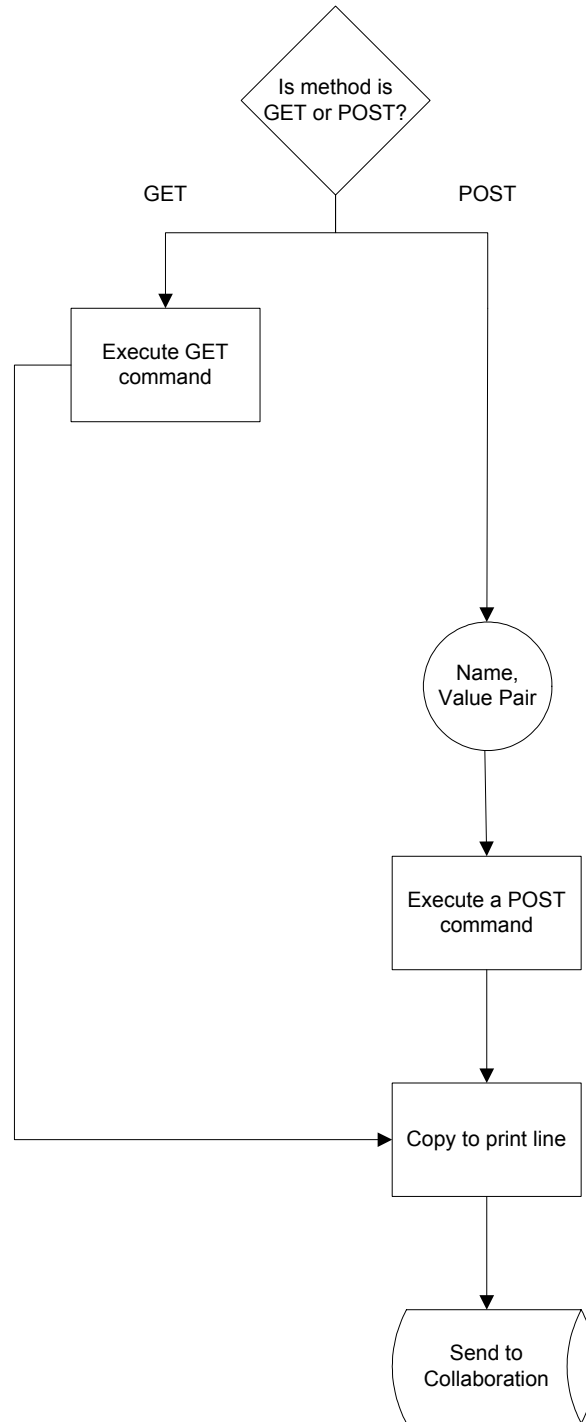 Is method is
GET or POST?
GET
POST
Execute GET
command
Name,
Value Pair
Execute a POST
command
Copy to print line
Send to
Collaboration